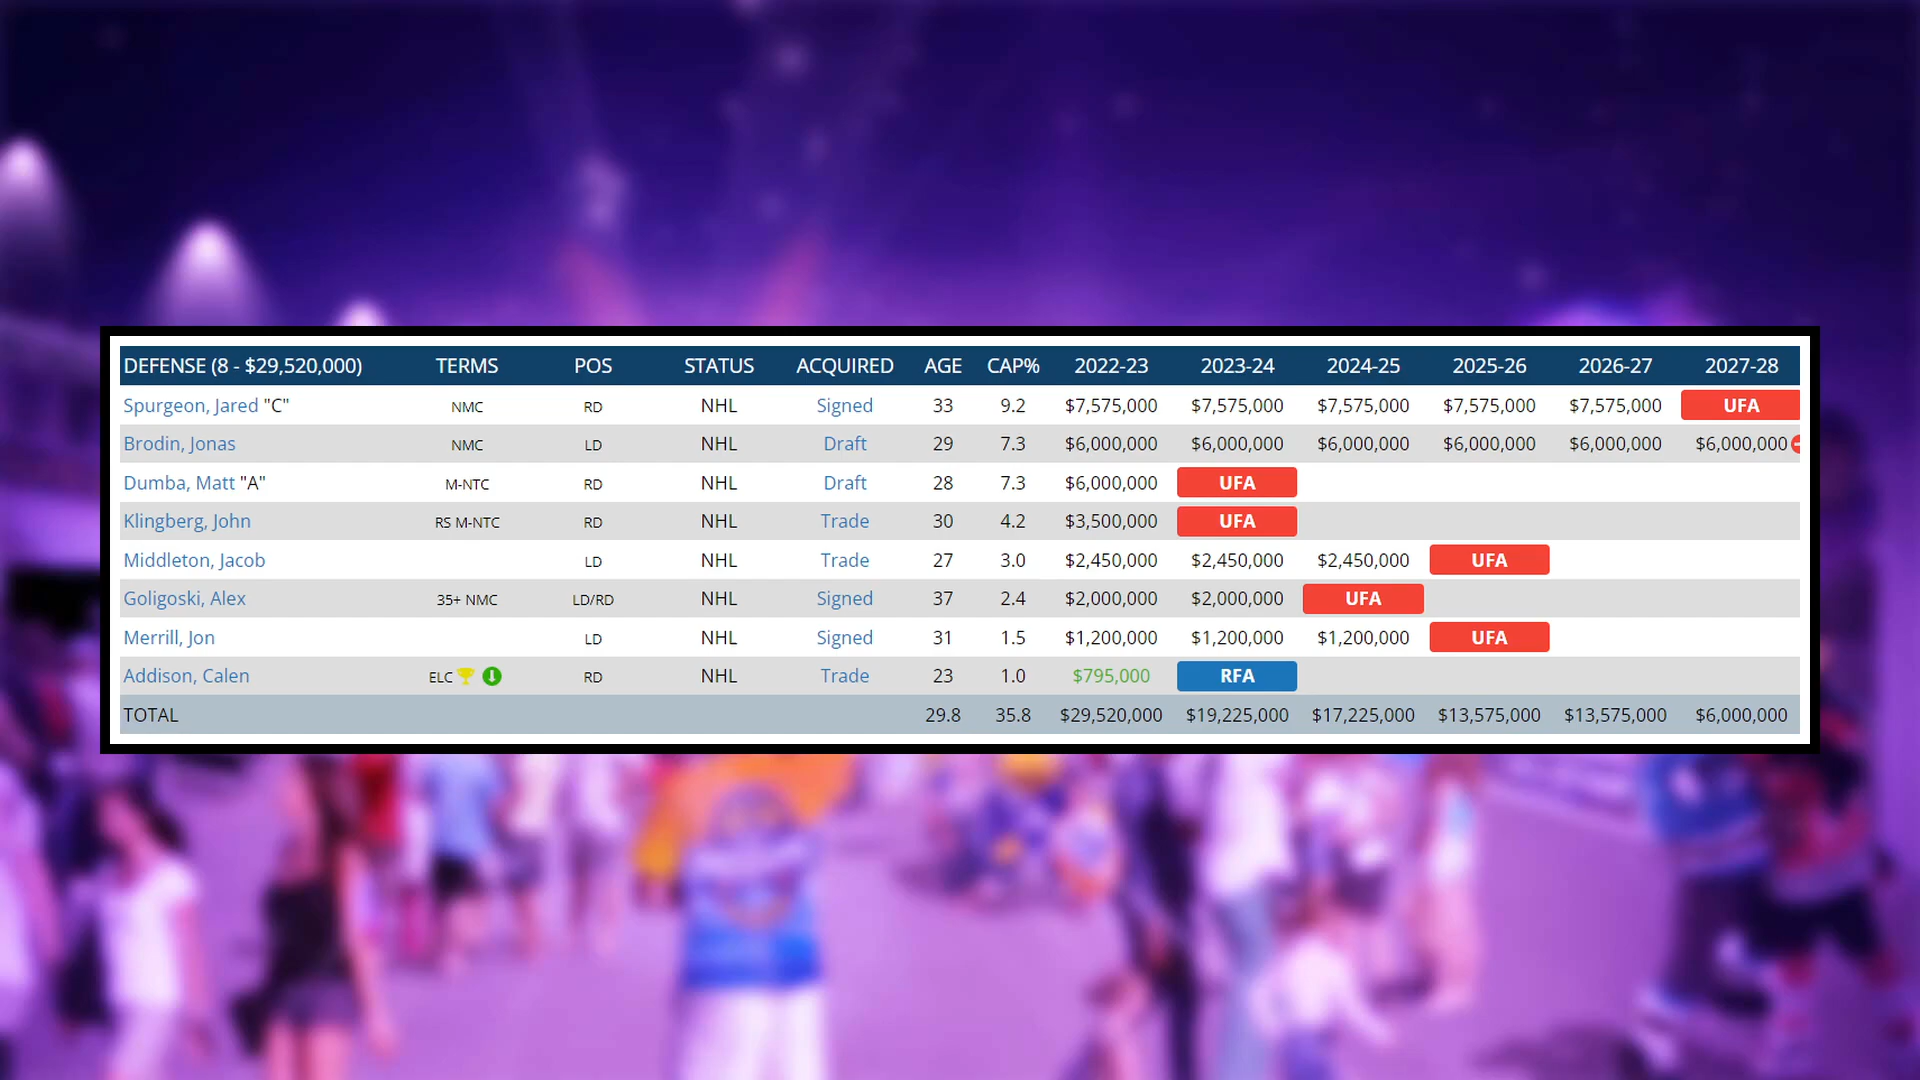 DEFENSE (8 - $29,520,000) TERMS POS STATUS ACQUIRED AGE CAP% 2022-23 2023-24 2024-25 2025-26 2026-27 2027-28
Spurgeon, Jared "C" NMC RD NHL Signed 33 9.2 $7,575,000 $7,575,000 $7,575,000 $7,575,000 $7,575,000 UFA
Brodin, Jonas NMC LD NHL Draft 29 7.3 $6,000,000 $6,000,000 $6,000,000 $6,000,000 $6,000,000 $6,000,000
Dumba, Matt "A" M-NTC RD NHL Draft 28 7.3 $6,000,000 UFA
Klingberg, John RS M-NTC RD NHL Trade 30 4.2 $3,500,000 UFA
Middleton, Jacob LD NHL Trade 27 3.0 $2,450,000 $2,450,000 $2,450,000 UFA
Goligoski, Alex 35+ NMC LD/RD NHL Signed 37 2.4 $2,000,000 $2,000,000 UFA
Merrill, Jon LD NHL Signed 31 1.5 $1,200,000 $1,200,000 $1,200,000 UFA
Addison, Calen ELC RD NHL Trade 23 1.0 $795,000 RFA
TOTAL 29.8 35.8 $29,520,000 $19,225,000 $17,225,000 $13,575,000 $13,575,000 $6,000,000